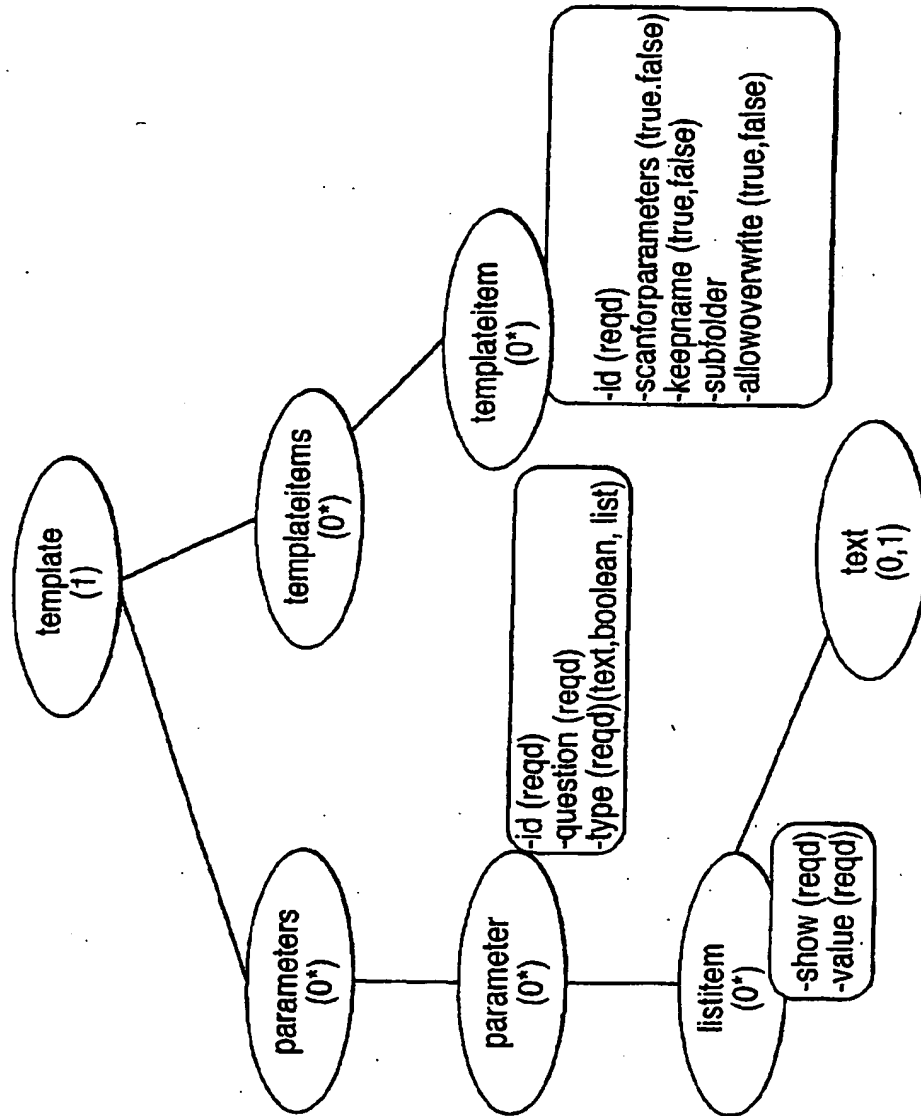 template
(1)
parameters
(0*)
templateitems
(0*)
parameter
(0*)
-id (reqd)
-question (reqd)
-type (reqd)(text,boolean, list)
templateitem
(0*)
-id (reqd)
-scanforparameters (true.false)
-keepname (true,false)
-subfolder
-allowoverwrite (true,false)
listitem
(0*)
-show (reqd)
-value (reqd)
text
(0,1)